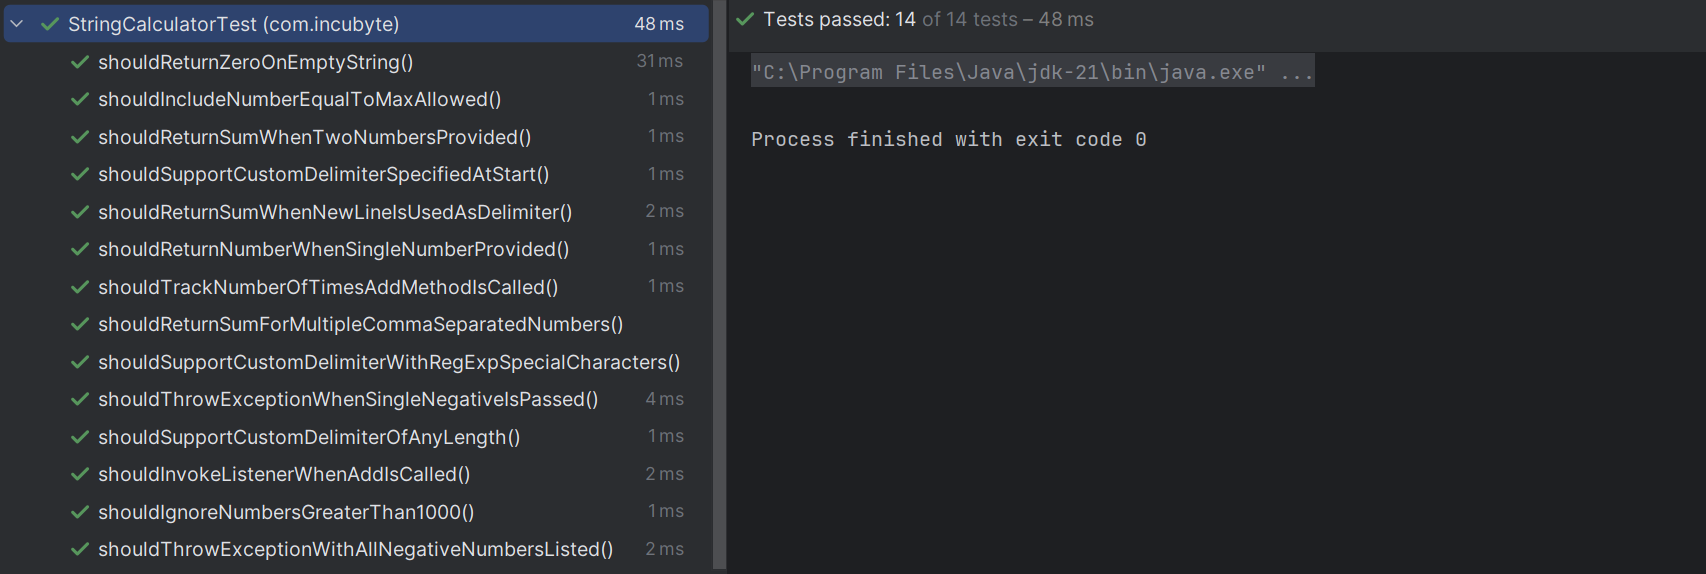 StringCalculatorTest (com.incubyte) 48 ms
shouldReturnZeroOnEmptyString() 31 ms
shouldIncludeNumberEqualToMaxAllowed() 1 ms
shouldReturnSumWhenTwoNumbersProvided() 1 ms
shouldSupportCustomDelimiterSpecifiedAtStart() 1 ms
shouldReturnSumWhenNewLineIsUsedAsDelimiter() 2 ms
shouldReturnNumberWhenSingleNumberProvided() 1 ms
shouldTrackNumberOfTimesAddMethodIsCalled() 1 ms
shouldReturnSumForMultipleCommaSeparatedNumbers()
shouldSupportCustomDelimiterWithRegExpSpecialCharacters()
shouldThrowExceptionWhenSingleNegativeIsPassed() 4 ms
shouldSupportCustomDelimiterOfAnyLength() 1 ms
shouldInvokeListenerWhenAddIsCalled() 2 ms
shouldIgnoreNumbersGreaterThan1000() 1 ms
shouldThrowExceptionWithAllNegativeNumbersListed() 2 ms
Tests passed: 14 of 14 tests – 48 ms
"C:\Program Files\Java\jdk-21\bin\java.exe" ...
Process finished with exit code 0